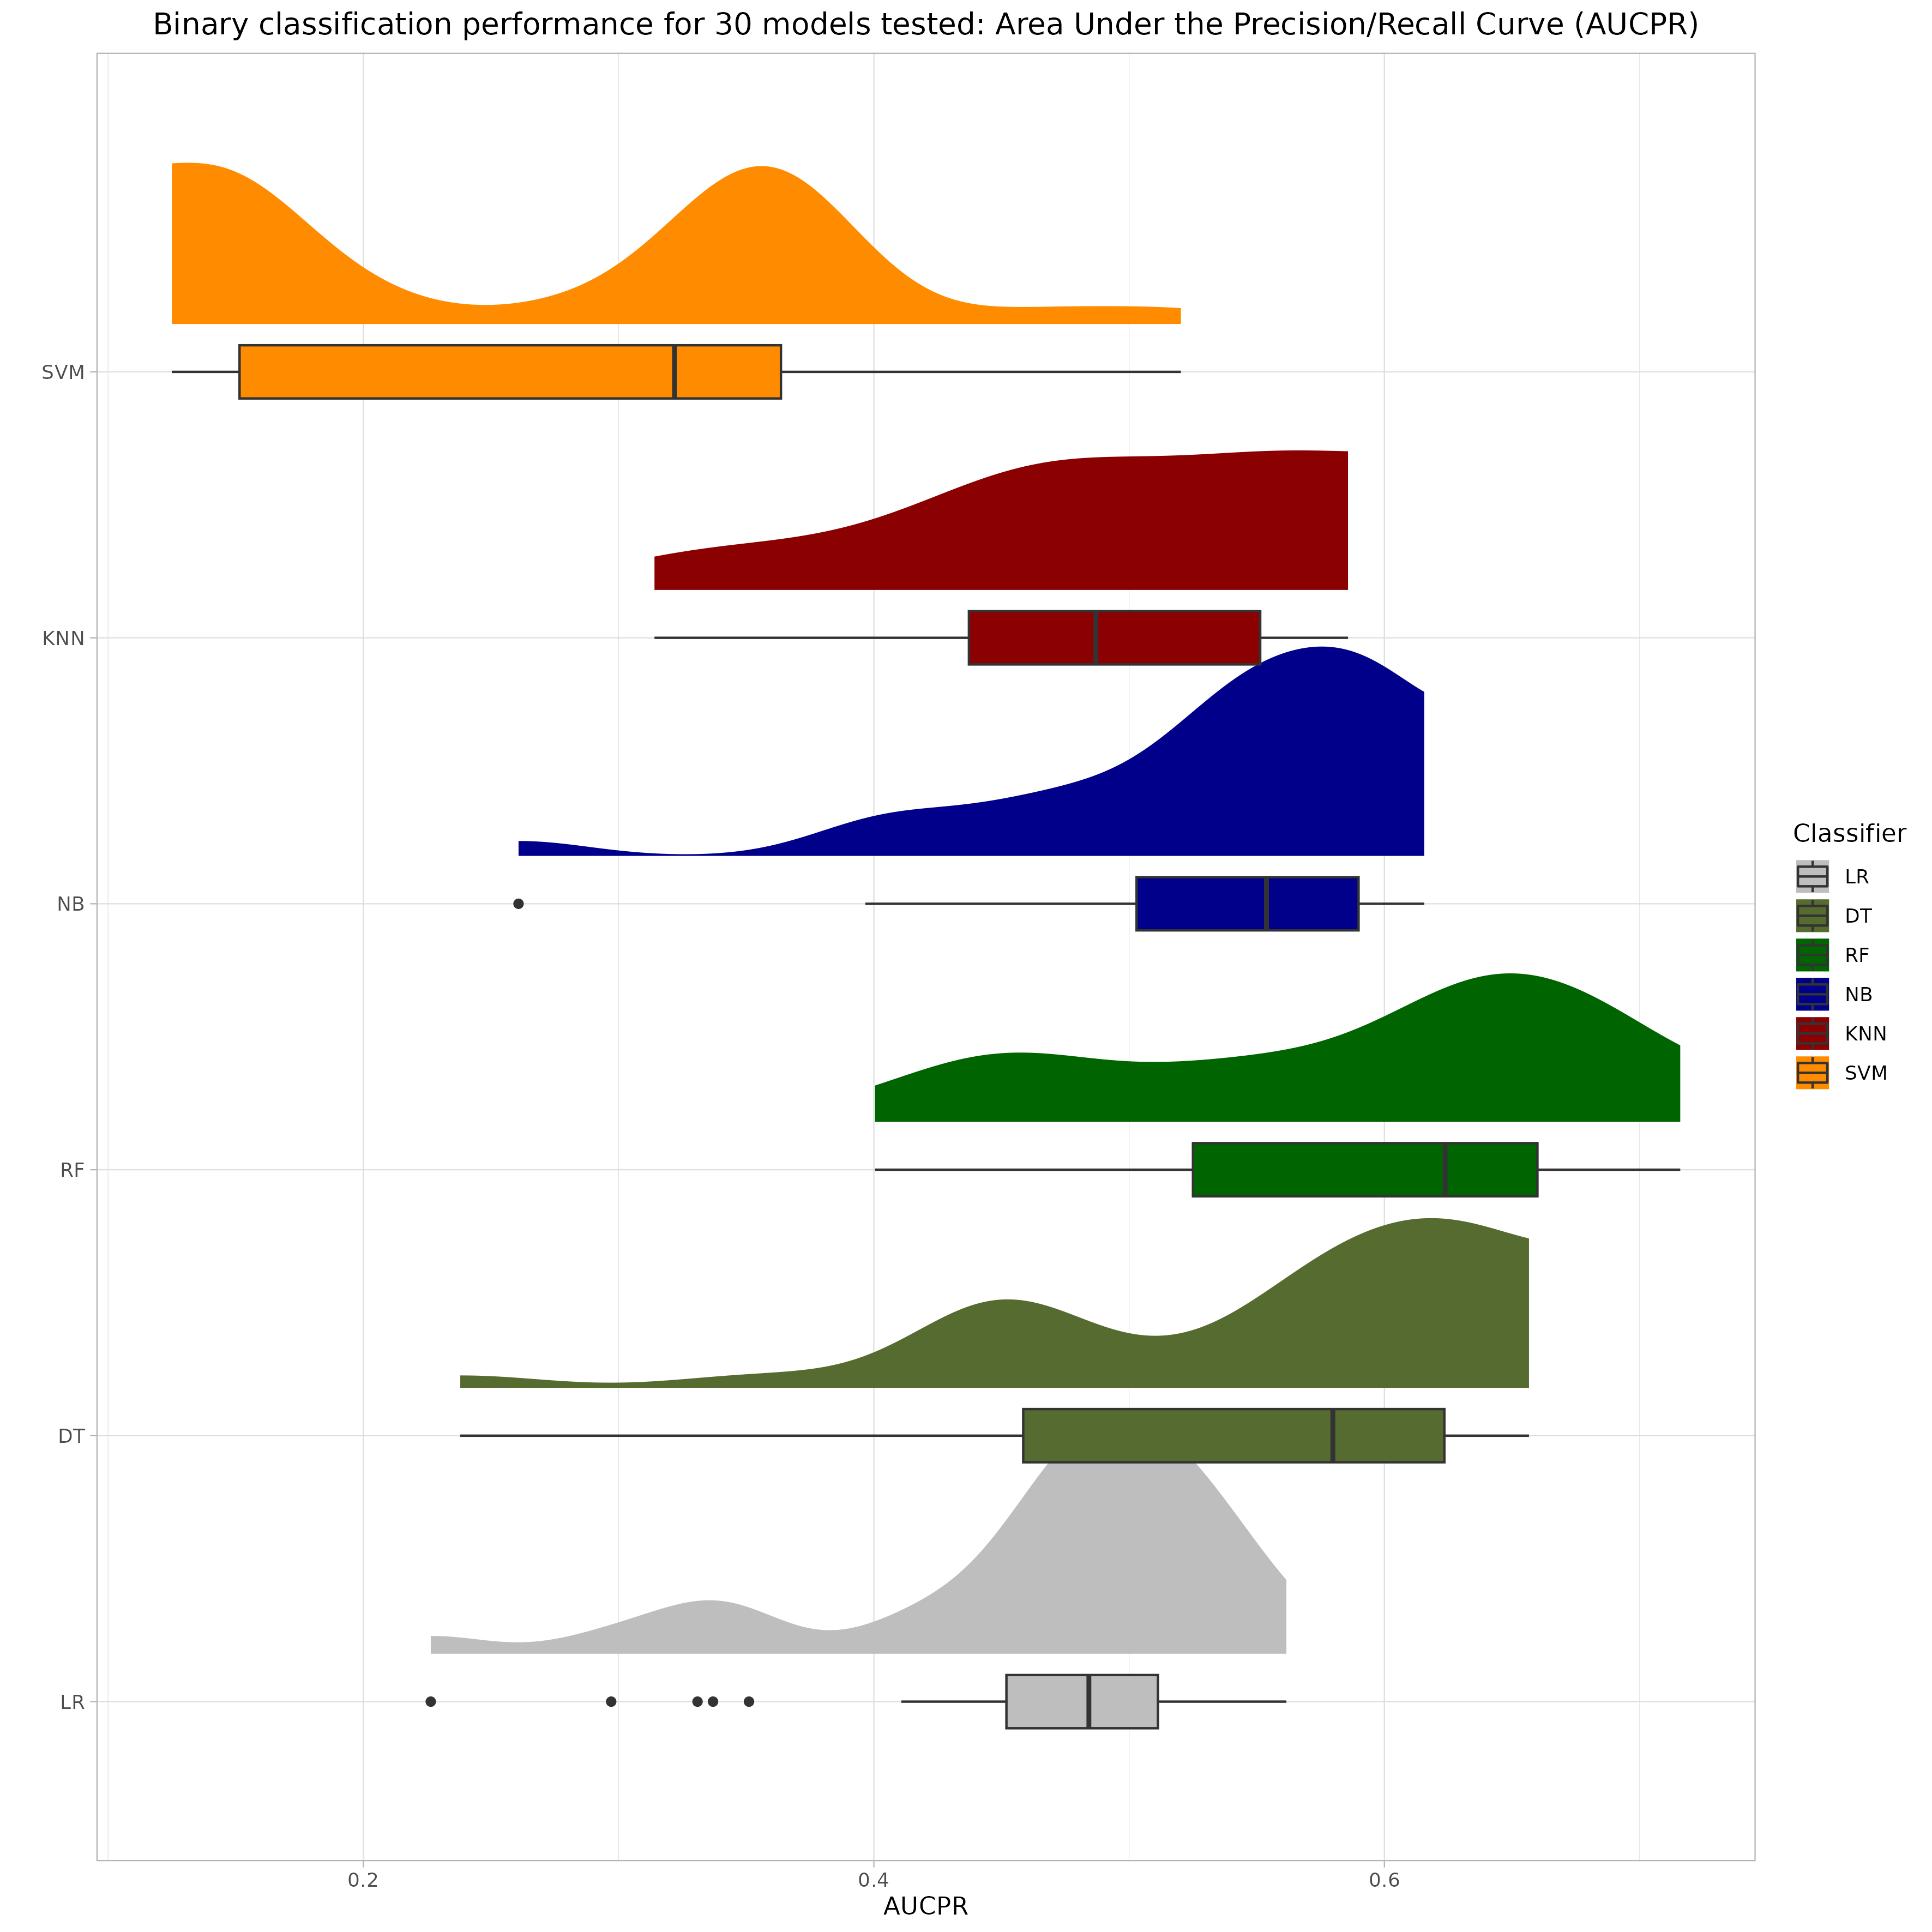 Binary classification performance for 30 models tested: Area Under the Precision/Recall Curve (AUCPR)
SVM
KNN
NB
RF
DT
LR
0.2
0.4
0.6
AUCPR
Classifier
LR
DT
RF
NB
KNN
SVM